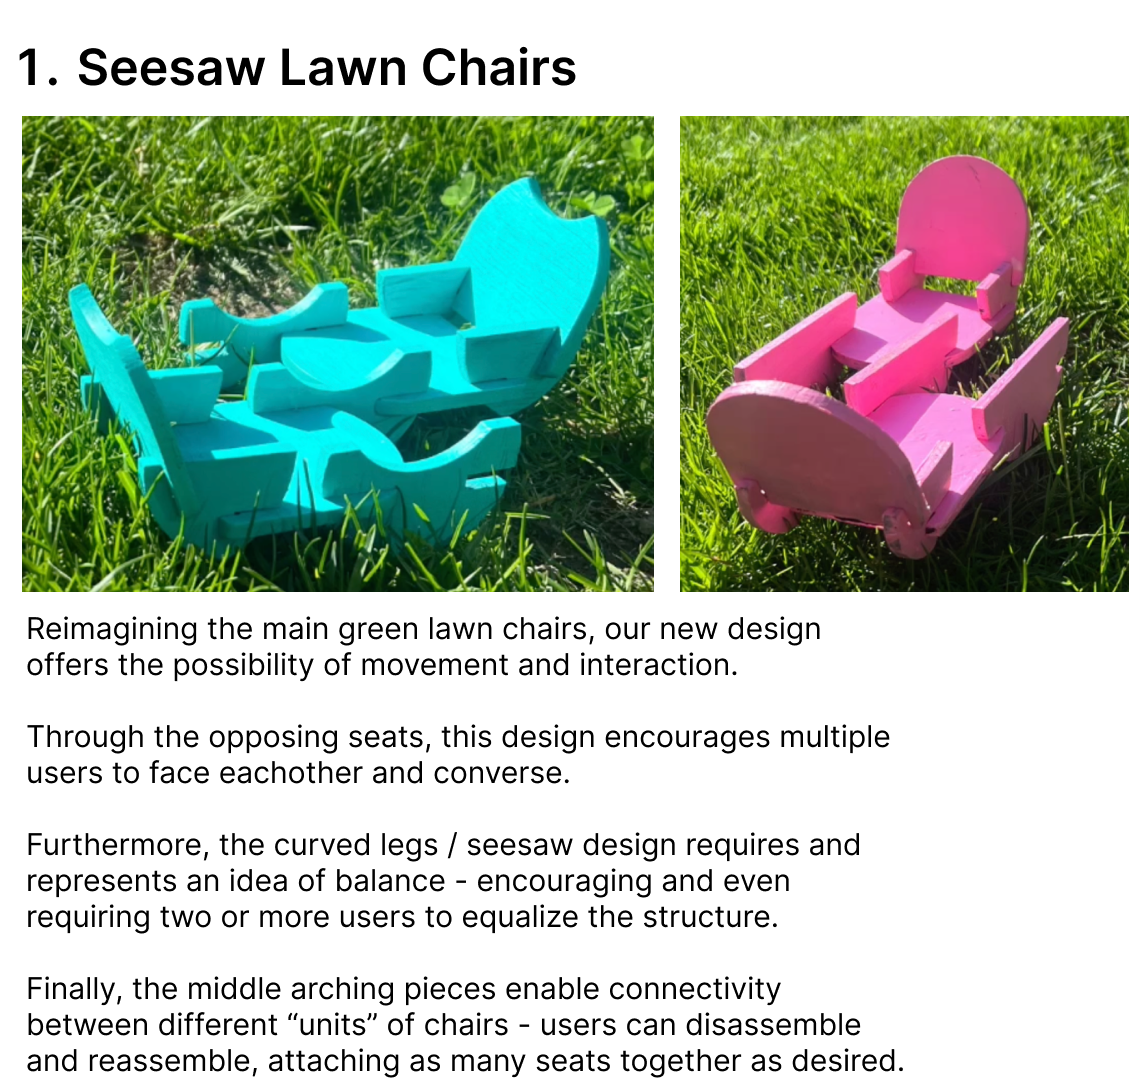 1. Seesaw Lawn Chairs
Reimagining the main green lawn chairs, our new design
offers the possibility of movement and interaction.
Through the opposing seats, this design encourages multiple
users to face eachother and converse.
Furthermore, the curved legs / seesaw design requires and
represents an idea of balance - encouraging and even
requiring two or more users to equalize the structure.
Finally, the middle arching pieces enable connectivity
between different “units” of chairs - users can disassemble
and reassemble, attaching as many seats together as desired.